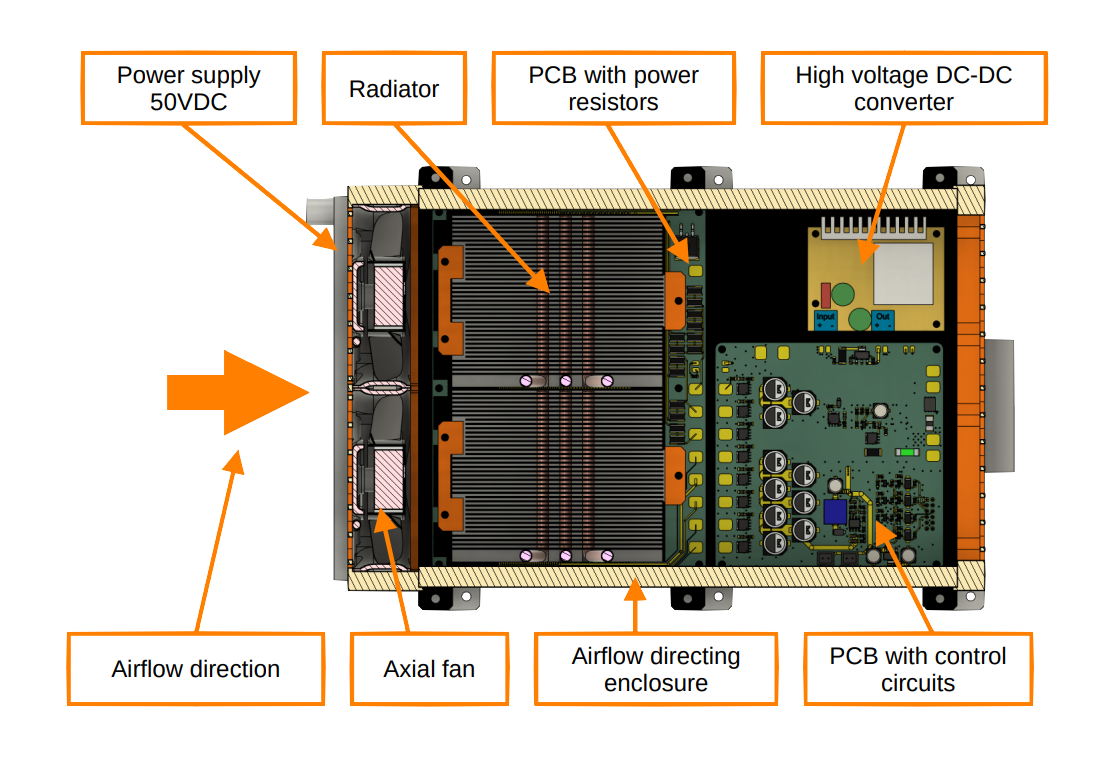 Power supply
50VDC
Radiator
PCB with power
resistors
High voltage DC-DC
converter
Input
Out
Airflow direction
Axial fan
Airflow directing
enclosure
PCB with control
circuits